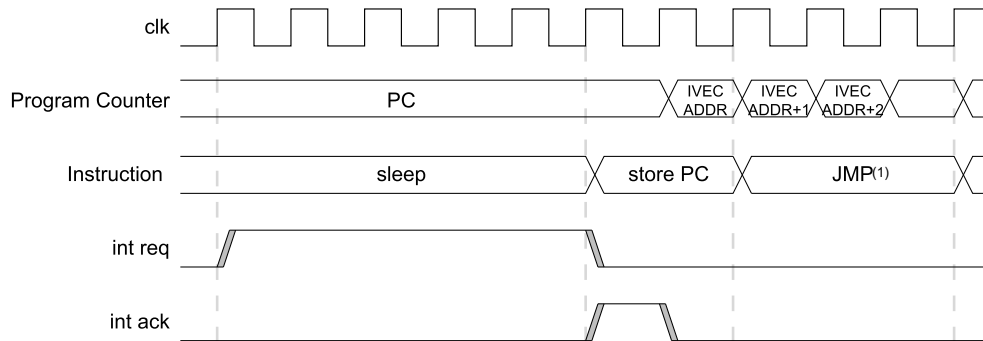 clk
Program Counter
PC
IVEC
ADDR
IVEC
ADDR+1
IVEC
ADDR+2
Instruction
sleep
store PC
JMP(1)
int req
int ack